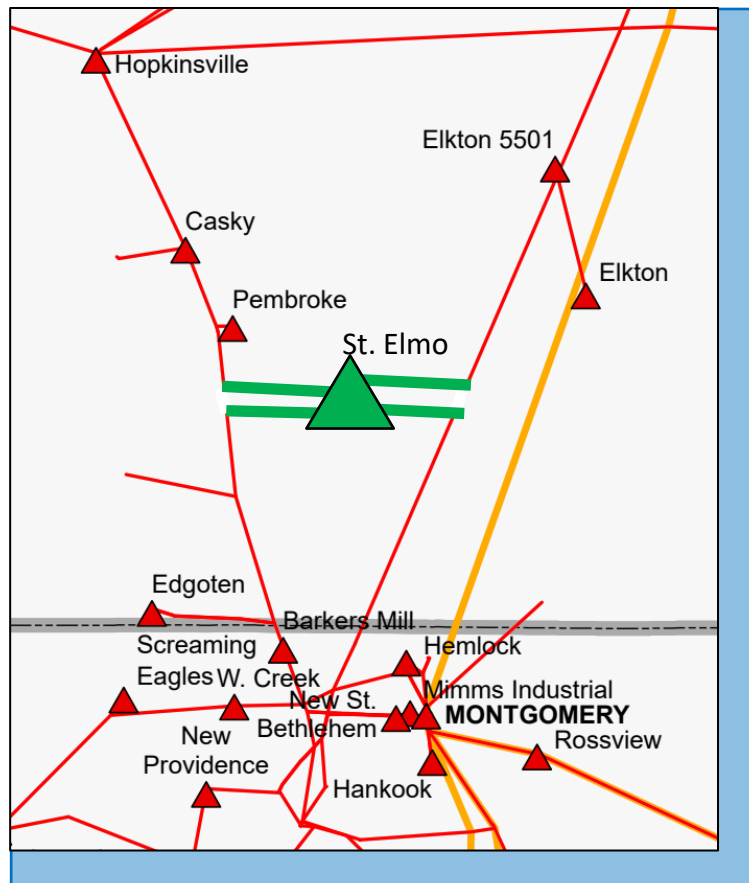 Hopkinsville
Elkton 5501
Casky
Elkton
Pembroke
St. Elmo
Edgoten
Barkers Mill
Screaming
Eagles
W. Creek
Hemlock
New St.
Bethlehem
Mimms Industrial
MONTGOMERY
New
Providence
Rossview
Hankook